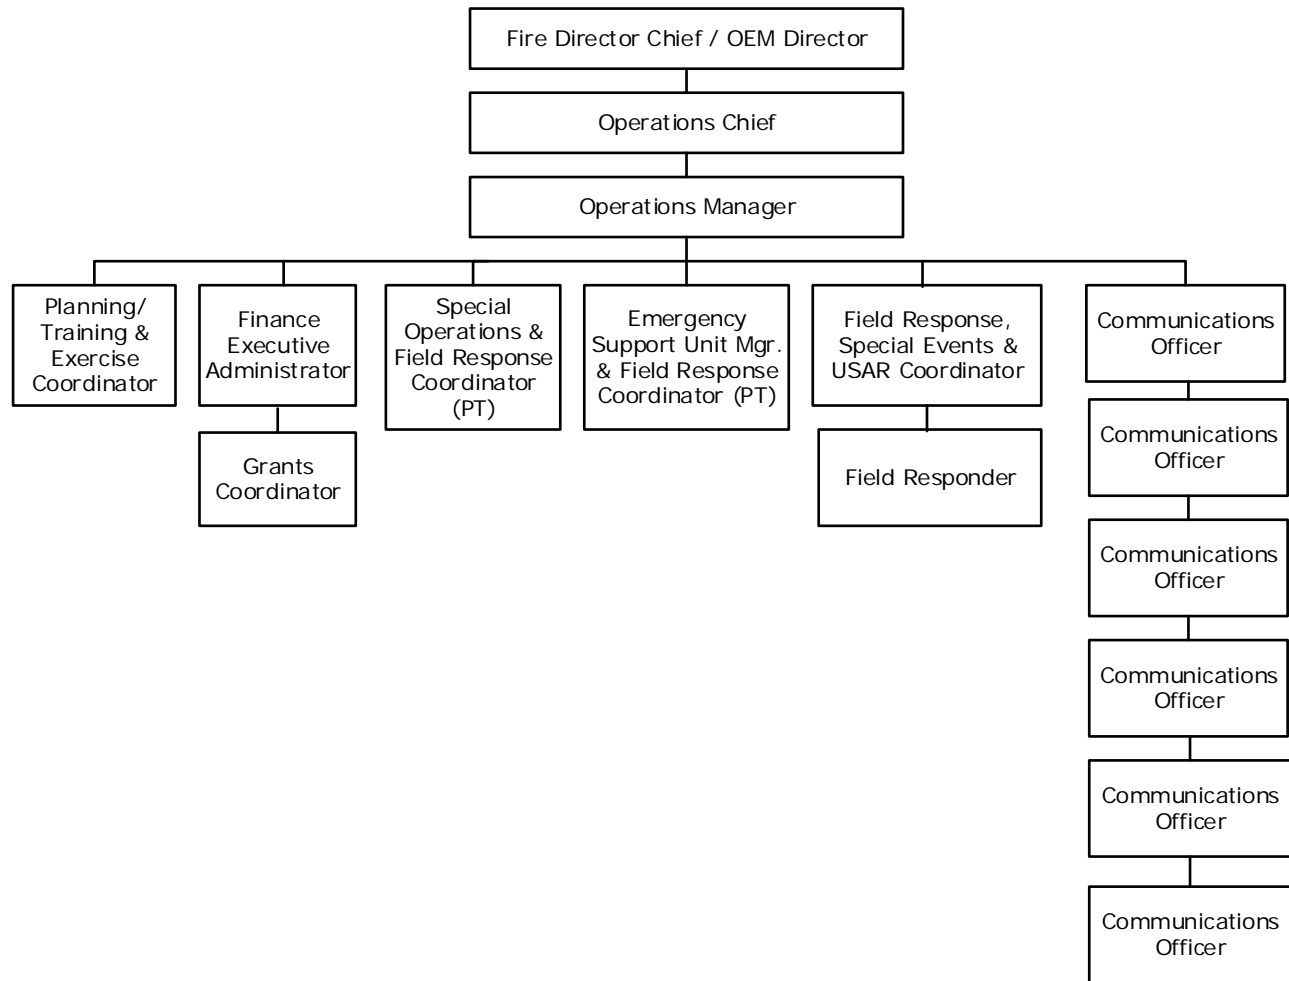 Fire Director Chief / OEM Director
Operations Chief
Operations Manager
Planning/
Training &
Exercise
Coordinator
Finance
Executive
Administrator
Special
Operations &
Field Response
Coordinator
(PT)
Emergency
Support Unit Mgr.
& Field Response
Coordinator (PT)
Field Response,
Special Events &
USAR Coordinator
Communications
Officer
Grants
Coordinator
Field Responder
Communications
Officer
Communications
Officer
Communications
Officer
Communications
Officer
Communications
Officer